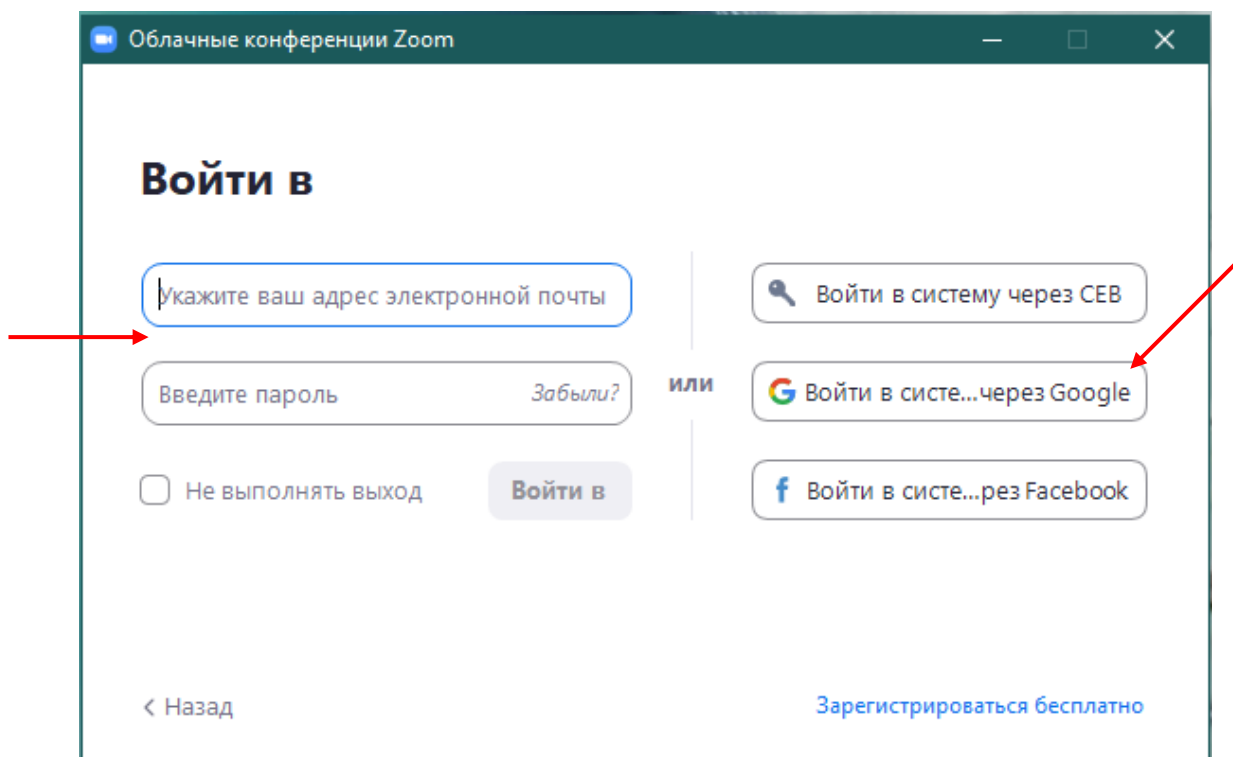 Облачные конференции Zoom
Войти в
Укажите ваш адрес электронной почты
Введите пароль Забыли?
Не выполнять выход Войти в
или
Войти в систему через СЕВ
Войти в систе...через Google
Войти в систе...рез Facebook
Назад
Зарегистрироваться бесплатно